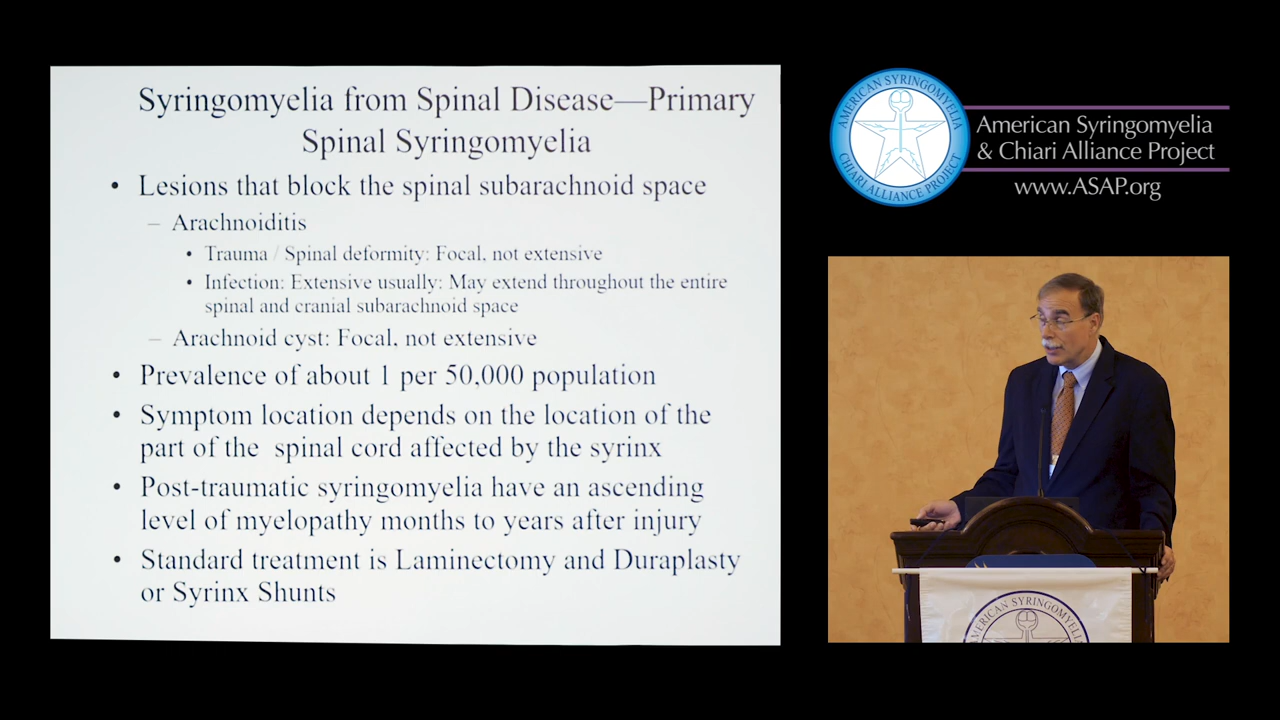 Syringomyelia from Spinal Disease—Primary
Spinal Syringomyelia
• Lesions that block the spinal subarachnoid space
– Arachnoiditis
• Trauma / Spinal deformity: Focal, not extensive
• Infection: Extensive usually: May extend throughout the entire
spinal and cranial subarachnoid space
– Arachnoid cyst: Focal, not extensive
• Prevalence of about 1 per 50,000 population
• Symptom location depends on the location of the
part of the spinal cord affected by the syrinx
• Post-traumatic syringomyelia have an ascending
level of myelopathy months to years after injury
• Standard treatment is Laminectomy and Duraplasty
or Syrinx Shunts
AMERICAN SYRINGOMYELIA
CHIARI ALLIANCE PROJECT
American Syringomyelia
& Chiari Alliance Project
www.ASAP.org
AMERICAN SYRINGOMYELIA